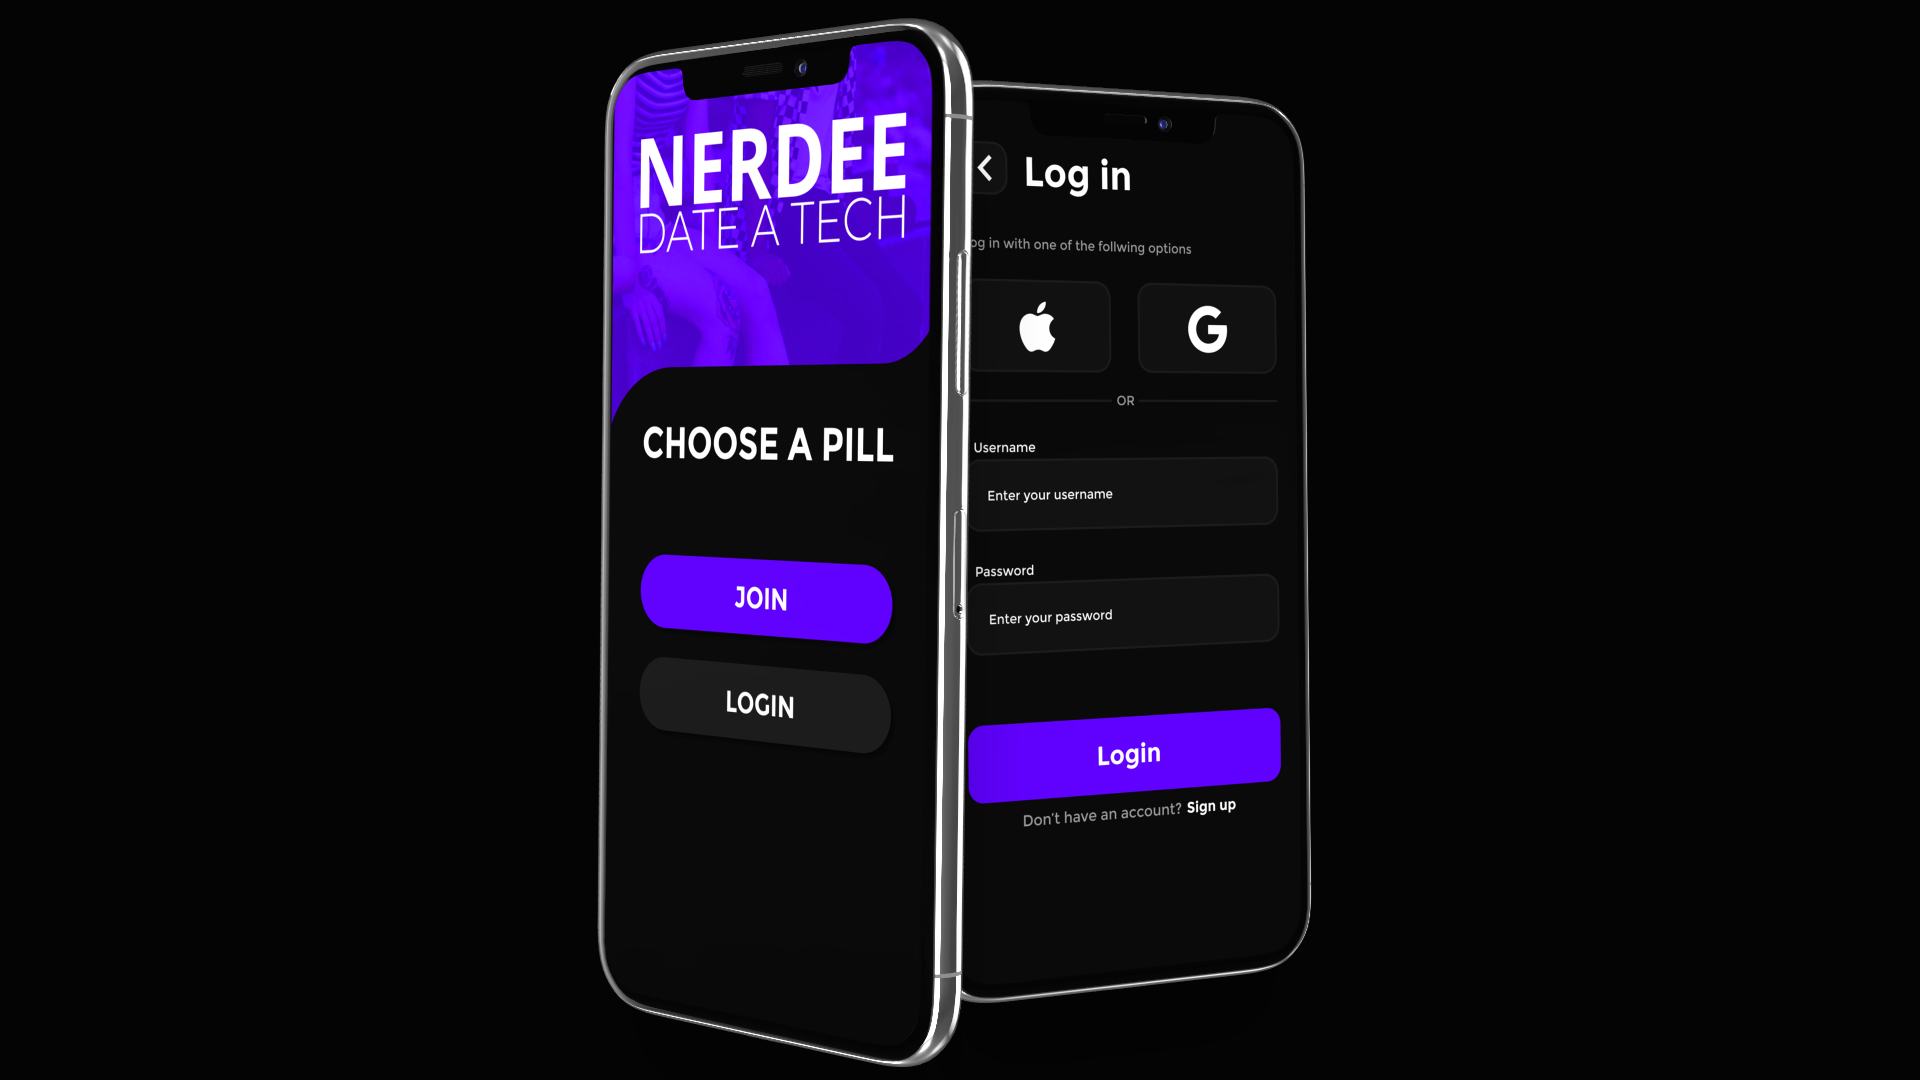 NERDEE
DATE A TECH
CHOOSE A PILL
JOIN
LOGIN
Log in
og in with one of the follwing options
G
OR
Username
Enter your username
Password
Enter your password
Login
Don't have an account? Sign up